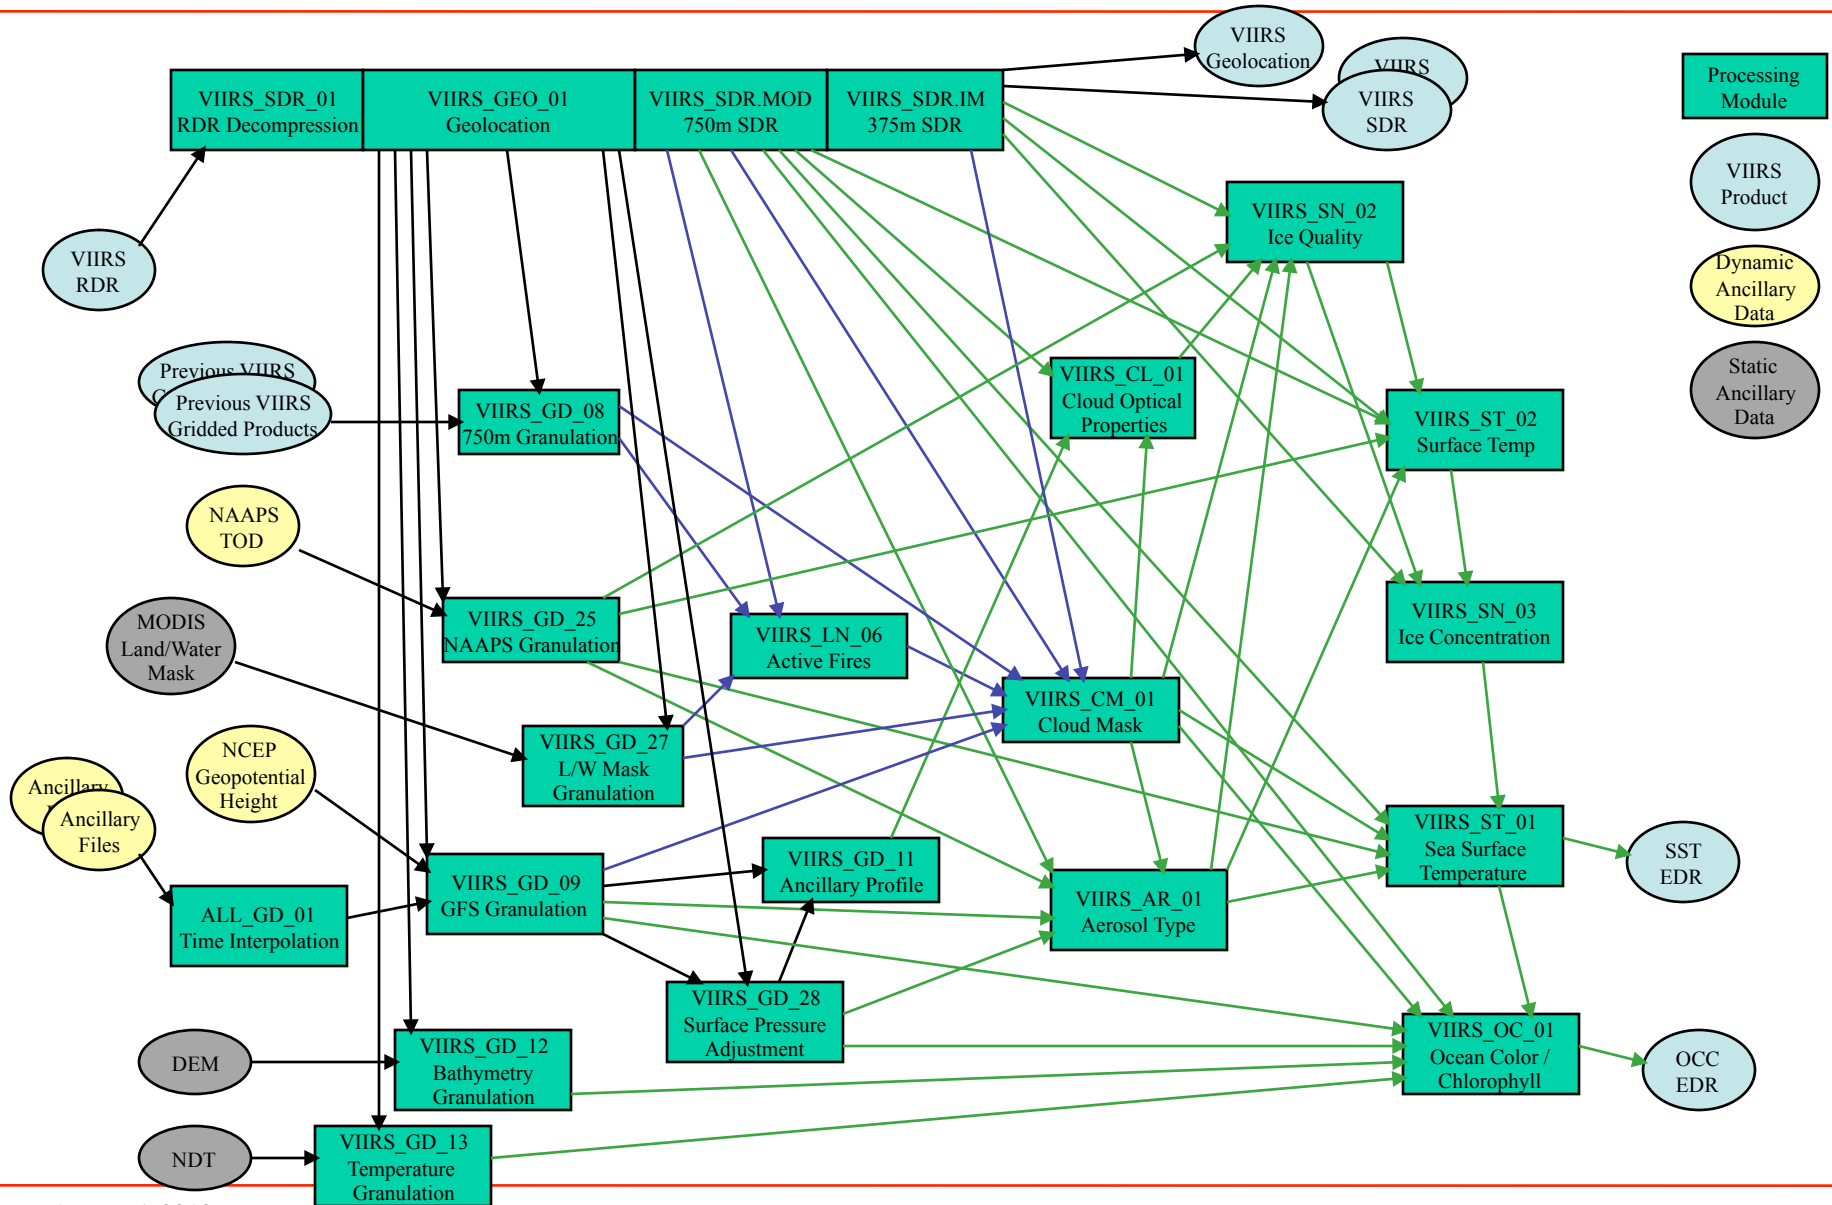 VIIRS
Geolocation
VIIRS
VIIRS
SDR
VIIRS_SDR_01
RDR Decompression
VIIRS_GEO_01
Geolocation
VIIRS_SDR.MOD
750m SDR
VIIRS_SDR.IM
375m SDR
Processing
Module
VIIRS
Product
Dynamic
Ancillary
Data
Static
Ancillary
Data
VIIRS
RDR
VIIRS_SN_02
Ice Quality
Previous VIIRS
Previous VIIRS
Gridded Products
VIIRS_GD_08
750m Granulation
VIIRS_CL_01
Cloud Optical
Properties
VIIRS_ST_02
Surface Temp
NAAPS
TOD
VIIRS_GD_25
NAAPS Granulation
VIIRS_LN_06
Active Fires
VIIRS_SN_03
Ice Concentration
MODIS
Land/Water
Mask
VIIRS_CM_01
Cloud Mask
VIIRS_GD_27
L/W Mask
Granulation
NCEP
Geopotential
Height
Ancillary
Ancillary
Files
VIIRS_ST_01
Sea Surface
Temperature
SST
EDR
VIIRS_GD_11
Ancillary Profile
VIIRS_GD_09
GFS Granulation
ALL_GD_01
Time Interpolation
VIIRS_AR_01
Aerosol Type
VIIRS_GD_28
Surface Pressure
Adjustment
VIIRS_OC_01
Ocean Color /
Chlorophyll
OCC
EDR
DEM
VIIRS_GD_12
Bathymetry
Granulation
NDT
VIIRS_GD_13
Temperature
Granulation